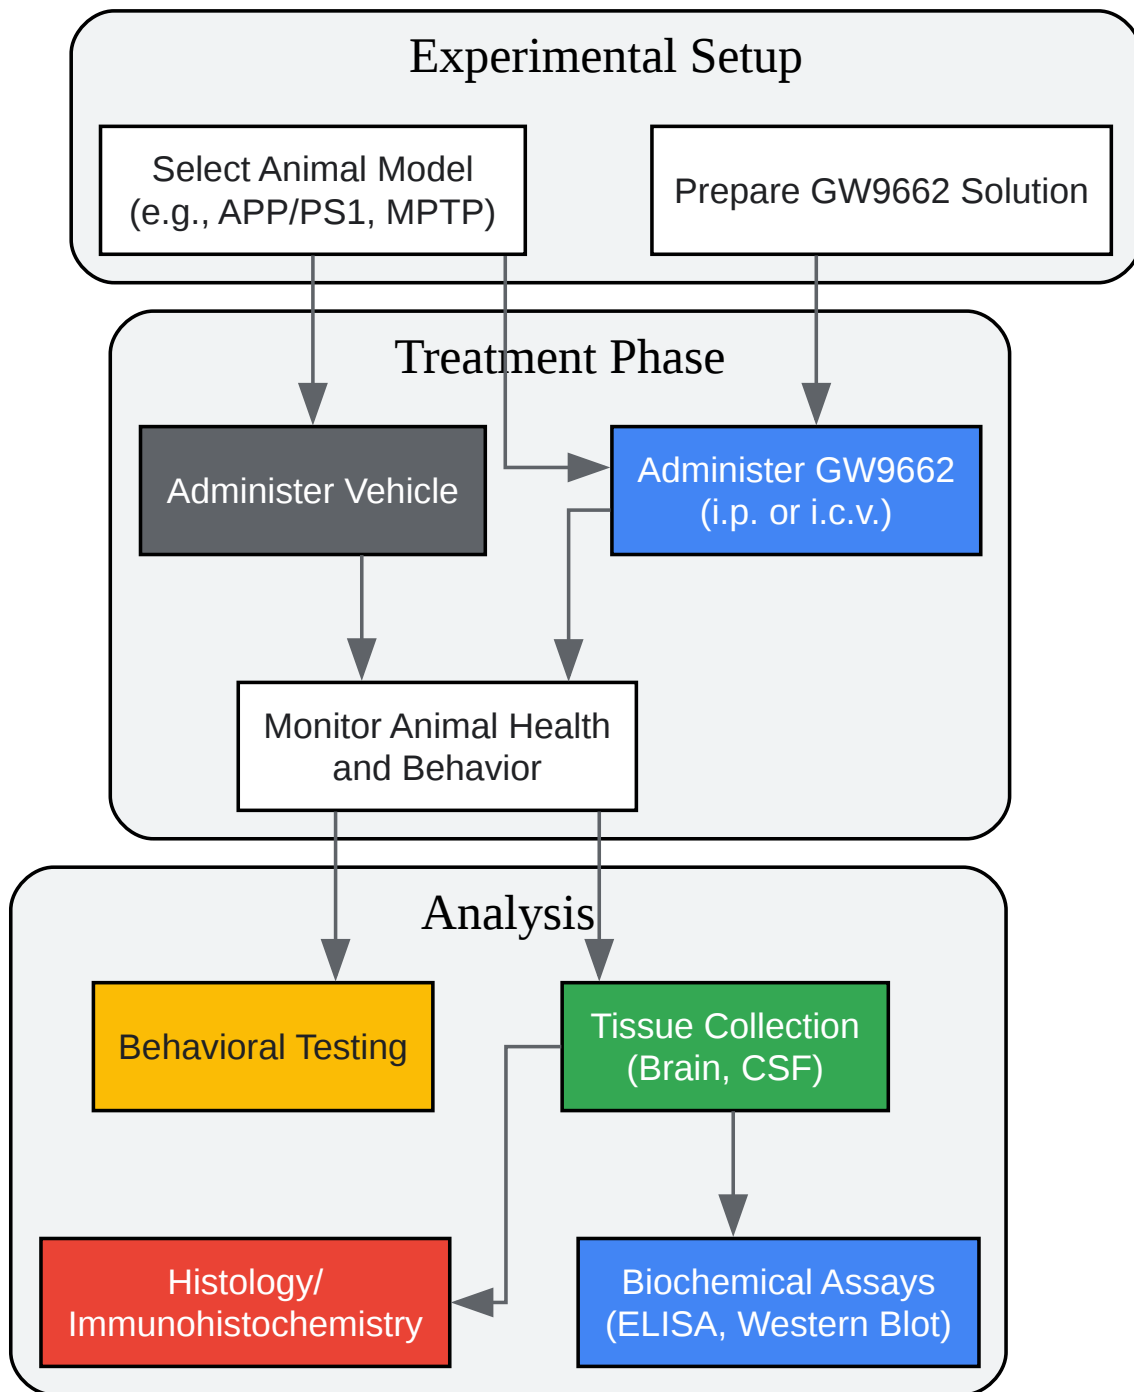 Experimental Setup
Select Animal Model
(e.g., APP/PS1, MPTP)
Prepare GW9662 Solution
Treatment Phase
Administer Vehicle
Administer GW9662
(i.p. or i.c.v.)
Monitor Animal Health
and Behavior
Analysis
Behavioral Testing
Tissue Collection
(Brain, CSF)
Histology/
Immunohistochemistry
Biochemical Assays
(ELISA, Western Blot)